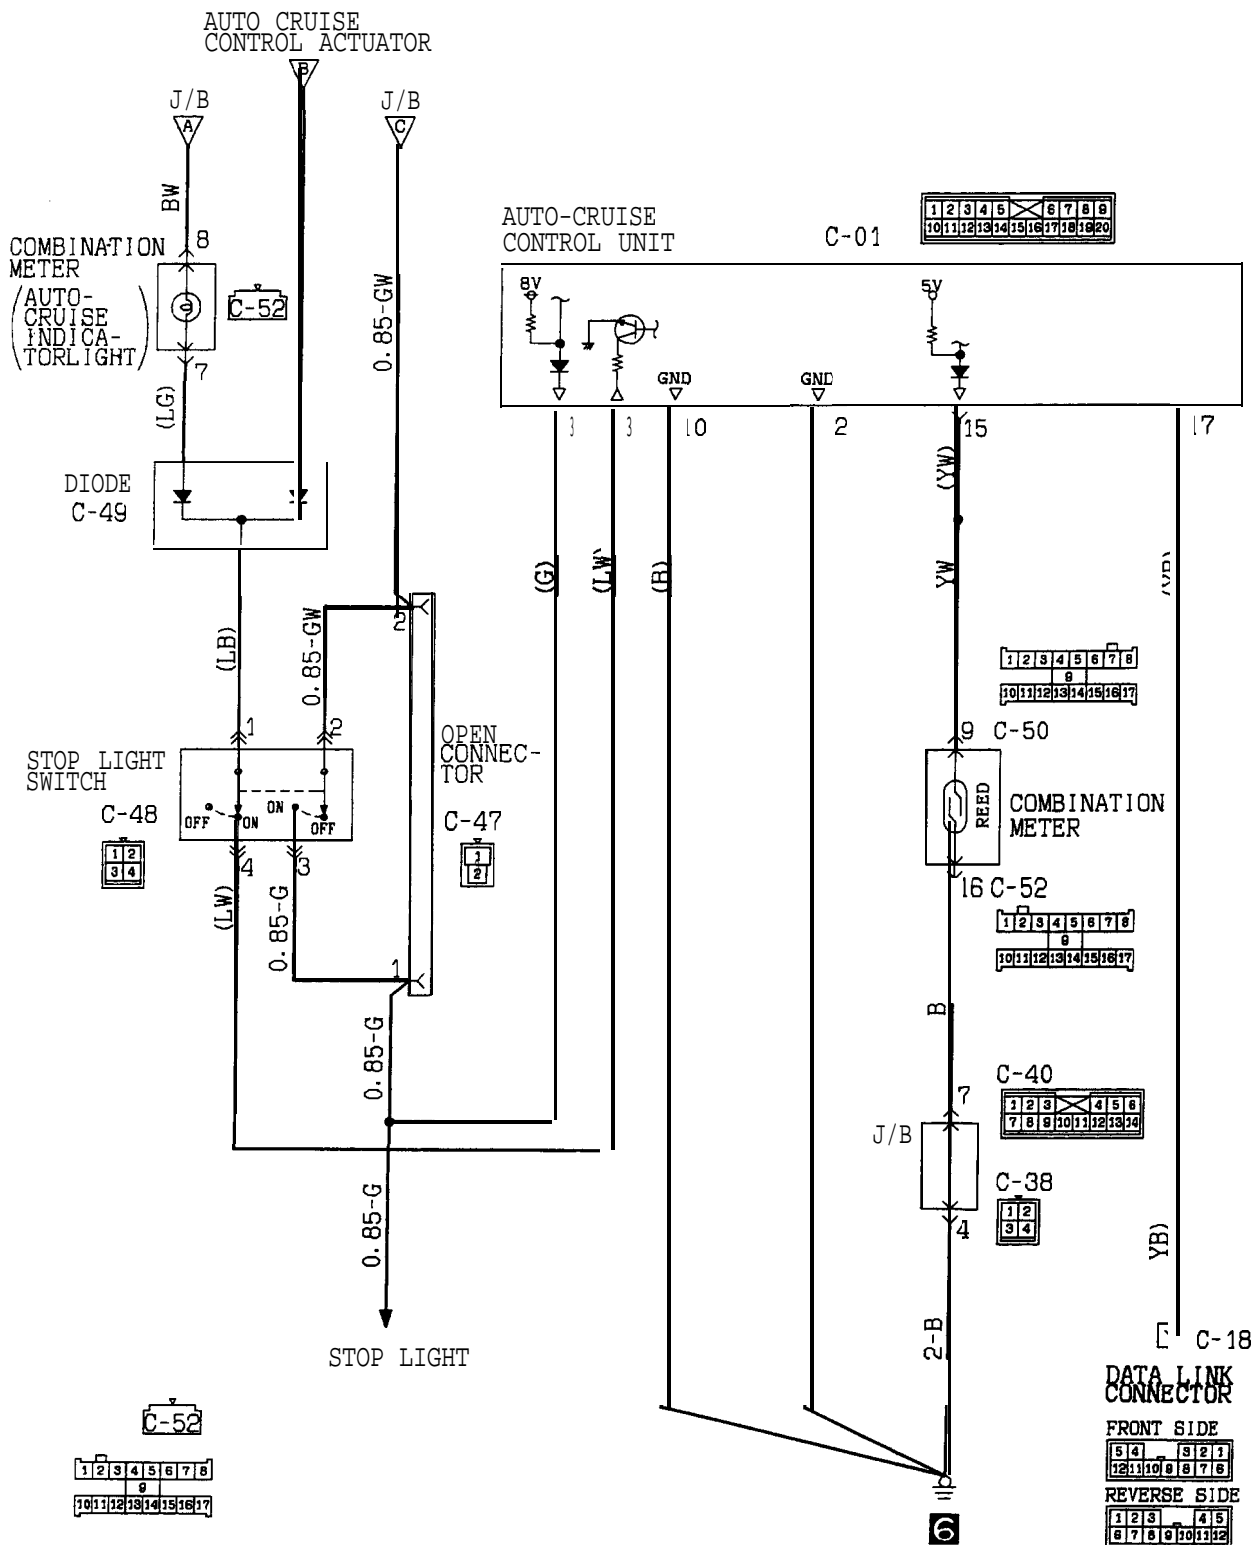 AUTO CRUISE
CONTROL ACTUATOR
B
J/B
A
J/B
C
BW
8
COMBINATION
METER
(AUTO-
CRUISE
INDICA-
TORLIGHT)
C-52
7
(LG)
0.85-GW
AUTO-CRUISE
CONTROL UNIT
C-01
1 2 3 4 5 6 7 8 9
10 11 12 13 14 15 16 17 18 19 20
8V
5V
GND
GND
3
3
10
2
15
17
DIODE
C-49
(YW)
(G)
(LW)
(B)
YW
(LB)
0.85-GW
2
1 2 3 4 5 6 7 8
9
10 11 12 13 14 15 16 17
1
2
9
C-50
STOP LIGHT
SWITCH
OPEN
CONNEC-
TOR
OFF
ON
ON
OFF
REED
COMBINATION
METER
C-48
1 2
3 4
C-47
1
2
4
3
16
C-52
(LW)
0.85-G
1
1 2 3 4 5 6 7 8
9
10 11 12 13 14 15 16 17
0.85-G
B
7
C-40
1 2 3 4 5 6
7 8 9 10 11 12 13 14
J/B
C-38
1 2
3 4
4
0.85-G
YB)
2-B
STOP LIGHT
C-18
DATA LINK
CONNECTOR
FRONT SIDE
5 4 3 2 1
12 11 10 9 8 7 6
REVERSE SIDE
1 2 3 4 5
6 7 8 9 10 11 12
C-52
1 2 3 4 5 6 7 8
9
10 11 12 13 14 15 16 17
6